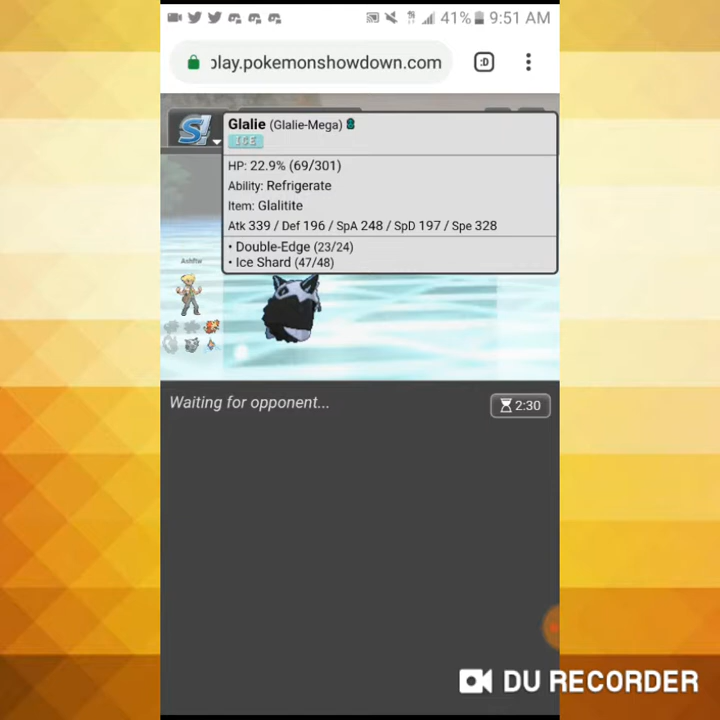 41% 9:51 AM
play.pokemonshowdown.com
:D
S!
Glalie (Glalie-Mega)
ICE
HP: 22.9% (69/301)
Ability: Refrigerate
Item: Glalitite
Atk 339 / Def 196 / SpA 248 / SpD 197 / Spe 328
• Double-Edge (23/24)
• Ice Shard (47/48)
Waiting for opponent...
2:30
DU RECORDER